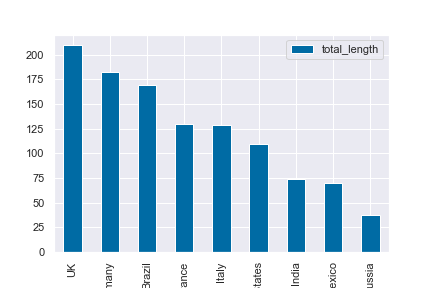 total_length
200
175
150
125
100
75
50
25
0
UK
many
Brazil
ance
Italy
tates
India
exico
ussia